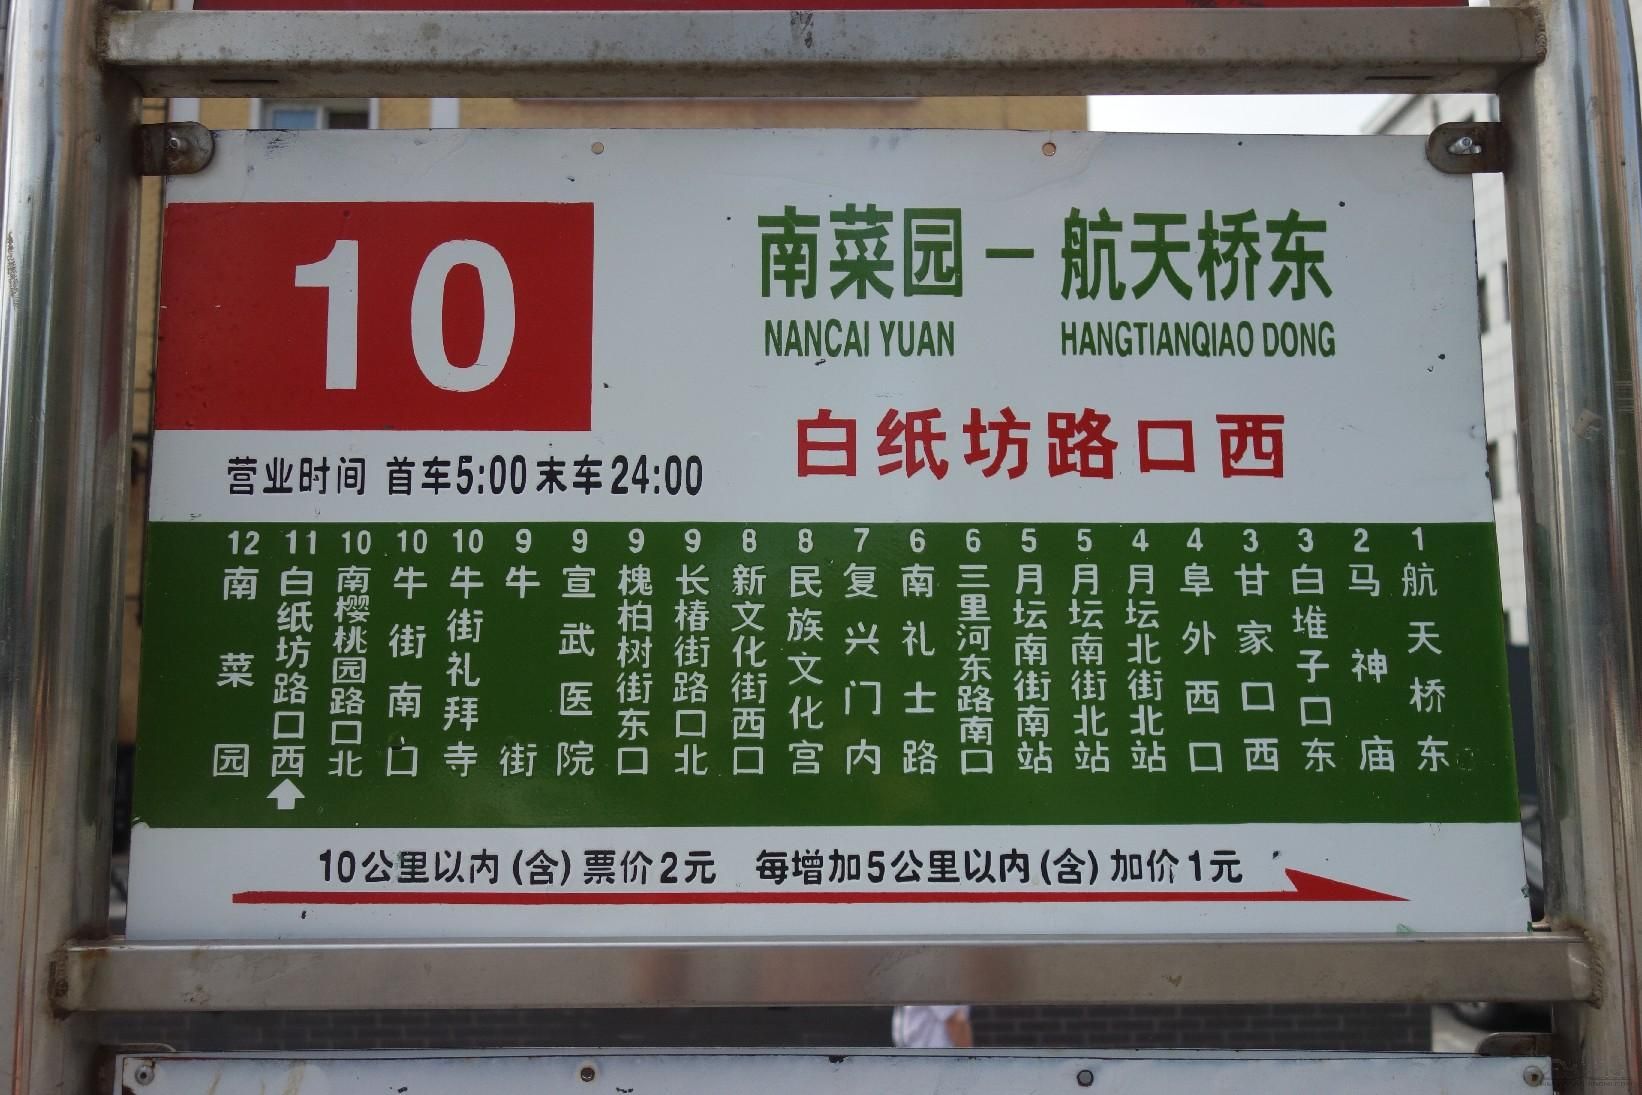 10
南菜园－航天桥东
NANCAI YUAN HANGTIANQIAO DONG
白纸坊路口西
营业时间 首车5:00 末车24:00
12 南菜园
11 白纸坊路口西
10 南樱桃园路口北
10 牛街南口
10 牛街礼拜寺
9 牛街
9 宣武医院
9 槐柏树街东口
9 长椿街路口北
8 新文化街西口
8 民族文化宫
7 复兴门内
6 南礼士路
6 三里河东路南口
5 月坛南街南站
5 月坛南街北站
4 月坛北街北站
4 阜外西口
3 甘家口西
3 白堆子口东
2 马神庙
1 航天桥东
10公里以内(含)票价2元 每增加5公里以内(含)加价1元